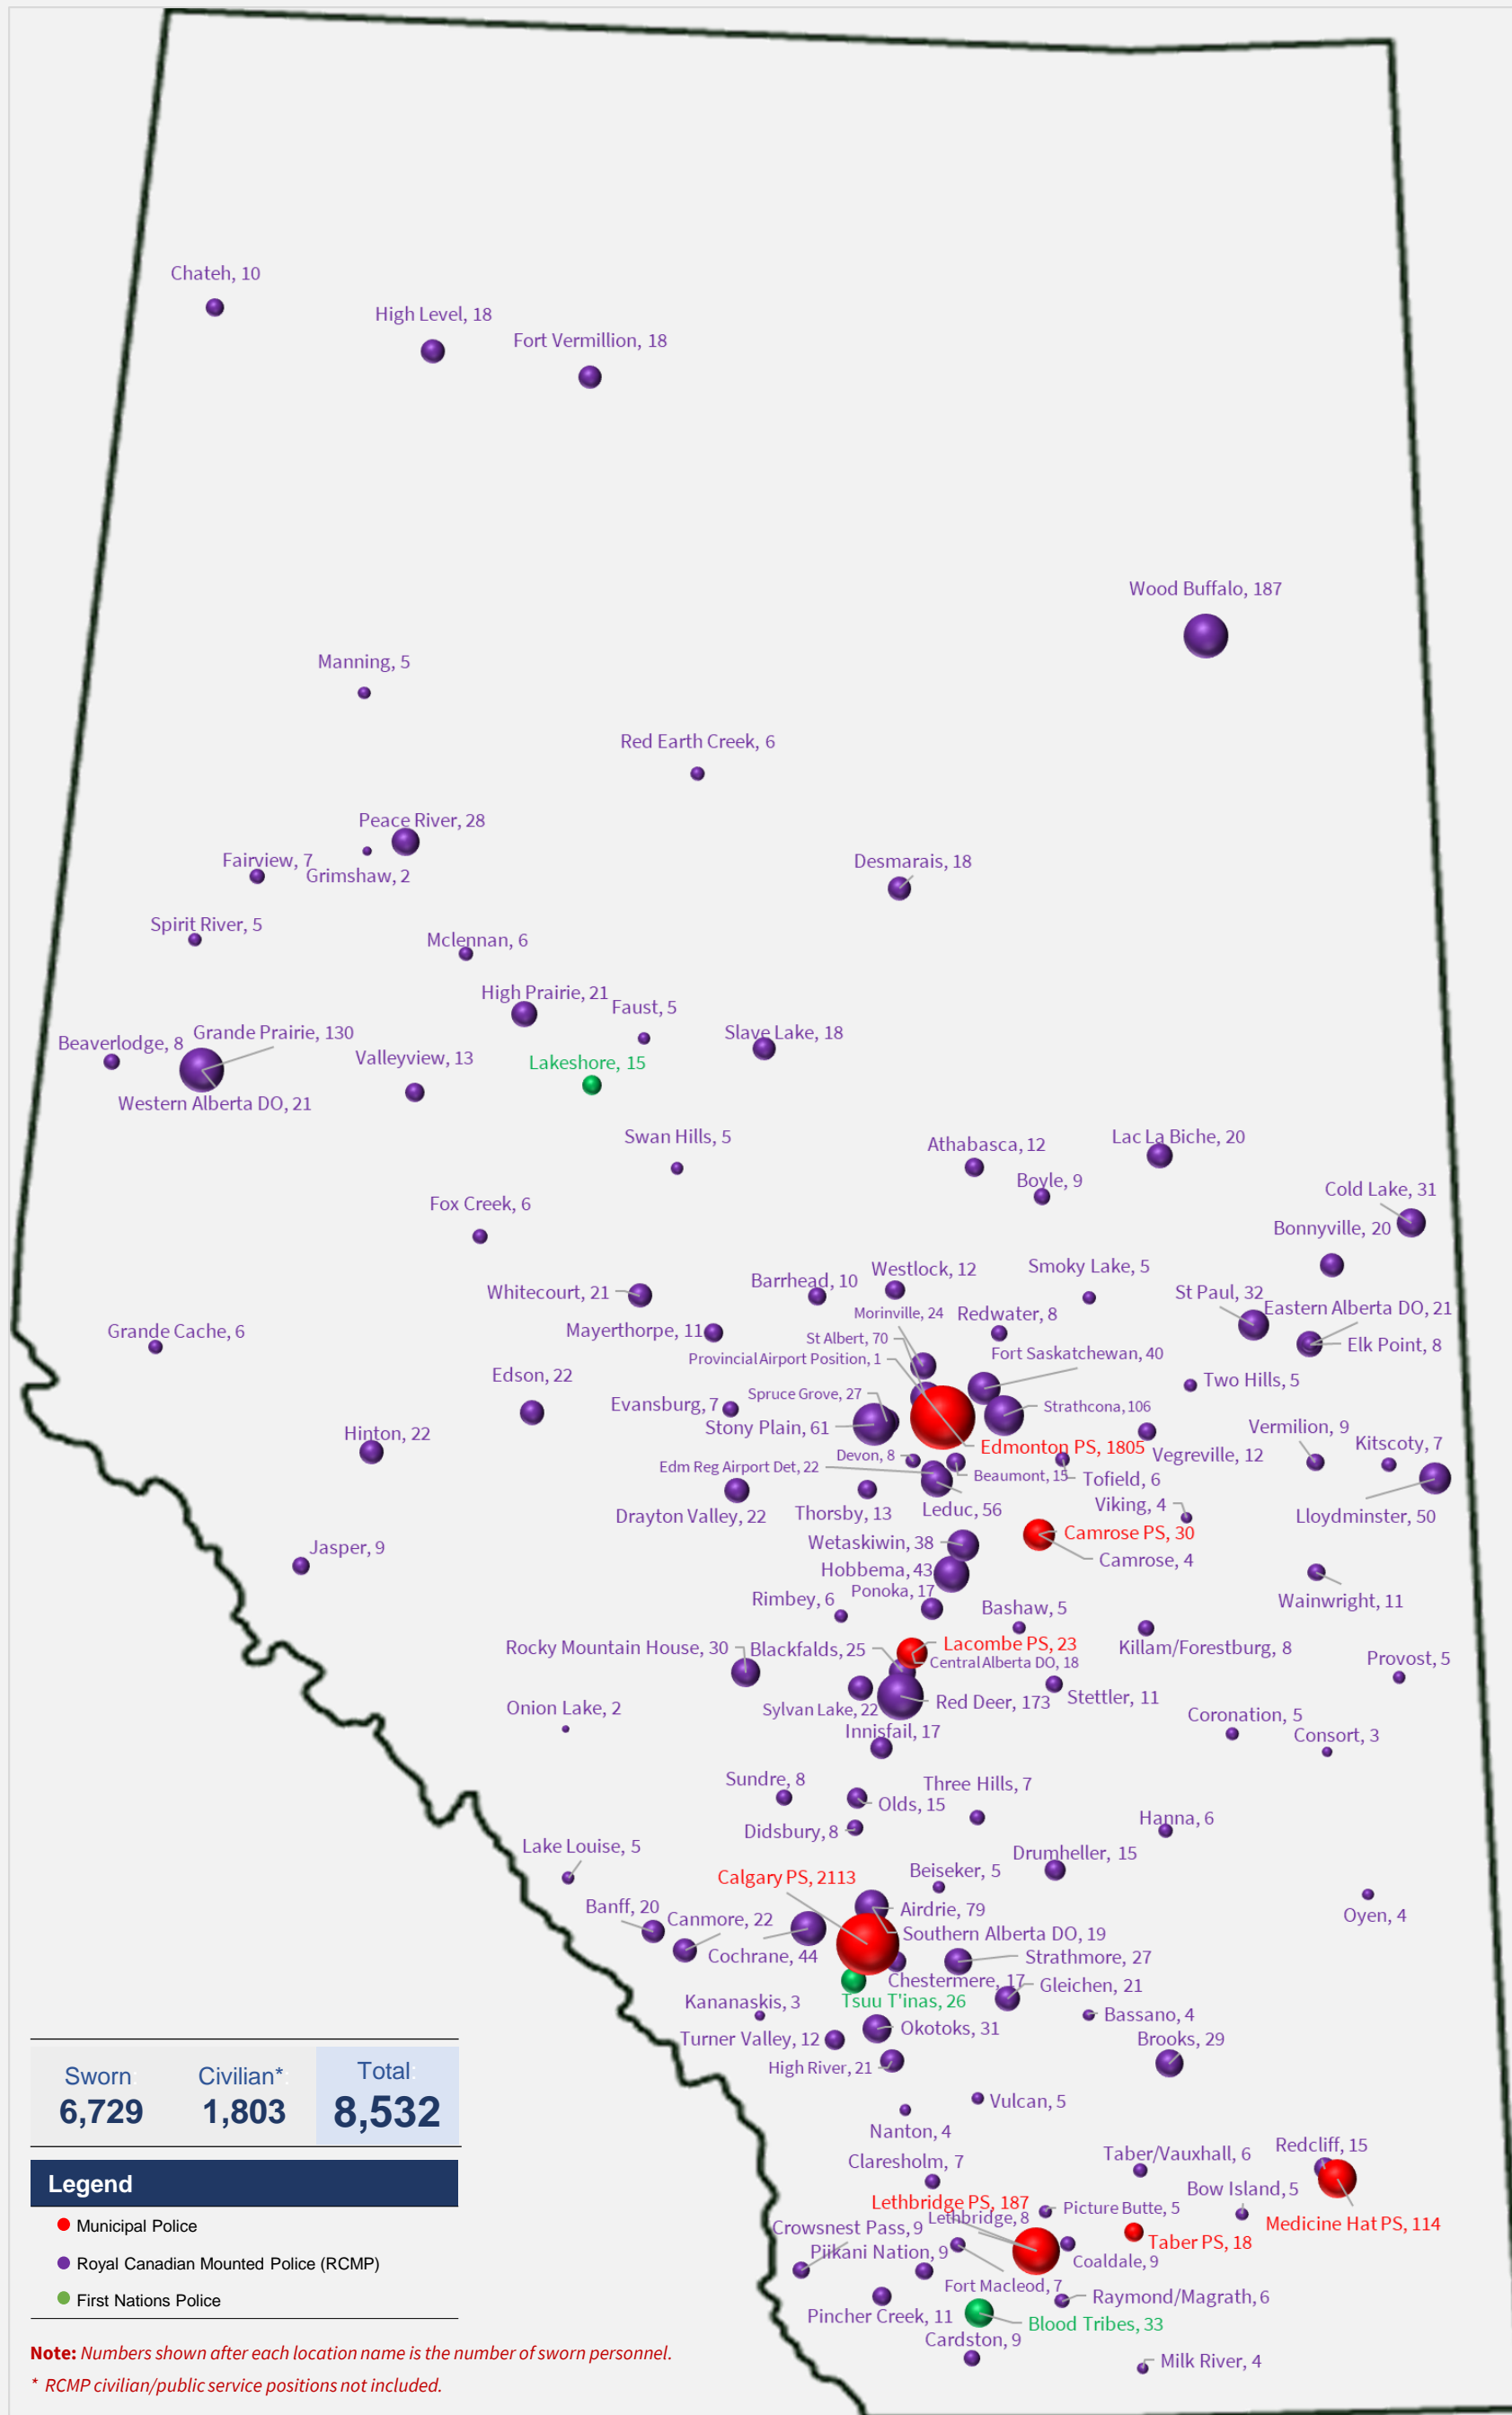 Chateh, 10
High Level, 18
Fort Vermillion, 18
Wood Buffalo, 187
Manning, 5
Red Earth Creek, 6
Peace River, 28
Fairview, 7
Grimshaw, 2
Desmarais, 18
Spirit River, 5
Mclennan, 6
High Prairie, 21
Faust, 5
Slave Lake, 18
Beaverlodge, 8
Grande Prairie, 130
Valleyview, 13
Lakeshore, 15
Western Alberta DO, 21
Swan Hills, 5
Athabasca, 12
Lac La Biche, 20
Boyle, 9
Cold Lake, 31
Fox Creek, 6
Bonnyville, 20
Whitecourt, 21
Barrhead, 10
Westlock, 12
Smoky Lake, 5
St Paul, 32
Eastern Alberta DO, 21
Morinville, 24
Redwater, 8
Grande Cache, 6
Mayerthorpe, 11
St Albert, 70
Elk Point, 8
Provincial Airport Position, 1
Fort Saskatchewan, 40
Edson, 22
Two Hills, 5
Spruce Grove, 27
Evansburg, 7
Strathcona, 106
Stony Plain, 61
Hinton, 22
Vermilion, 9
Edmonton PS, 1805
Vegreville, 12
Kitscoty, 7
Devon, 8
Edm Reg Airport Det, 22
Beaumont, 15
Tofield, 6
Drayton Valley, 22
Thorsby, 13
Leduc, 56
Viking, 4
Lloydminster, 50
Camrose PS, 30
Wetaskiwin, 38
Jasper, 9
Camrose, 4
Hobbema, 43
Ponoka, 17
Rimbey, 6
Bashaw, 5
Wainwright, 11
Rocky Mountain House, 30
Blackfalds, 25
Lacombe PS, 23
Killam/Forestburg, 8
Central Alberta DO, 18
Provost, 5
Onion Lake, 2
Sylvan Lake, 22
Red Deer, 173
Stettler, 11
Innisfail, 17
Coronation, 5
Consort, 3
Sundre, 8
Three Hills, 7
Olds, 15
Didsbury, 8
Hanna, 6
Lake Louise, 5
Drumheller, 15
Calgary PS, 2113
Beiseker, 5
Banff, 20
Canmore, 22
Airdrie, 79
Oyen, 4
Southern Alberta DO, 19
Cochrane, 44
Strathmore, 27
Chestermere, 17
Gleichen, 21
Kananaskis, 3
Tsuu T'inas, 26
Bassano, 4
Okotoks, 31
Turner Valley, 12
Brooks, 29
High River, 21
Vulcan, 5
Nanton, 4
Redcliff, 15
Taber/Vauxhall, 6
Claresholm, 7
Bow Island, 5
Lethbridge PS, 187
Picture Butte, 5
Lethbridge, 8
Medicine Hat PS, 114
Crowsnest Pass, 9
Taber PS, 18
Piikani Nation, 9
Coaldale, 9
Fort Macleod, 7
Raymond/Magrath, 6
Pincher Creek, 11
Blood Tribes, 33
Cardston, 9
Milk River, 4
Sworn: Civilian*: Total:
6,729 1,803 8,532
Legend
Municipal Police
Royal Canadian Mounted Police (RCMP)
First Nations Police
Note: Numbers shown after each location name is the number of sworn personnel.
* RCMP civilian/public service positions not included.